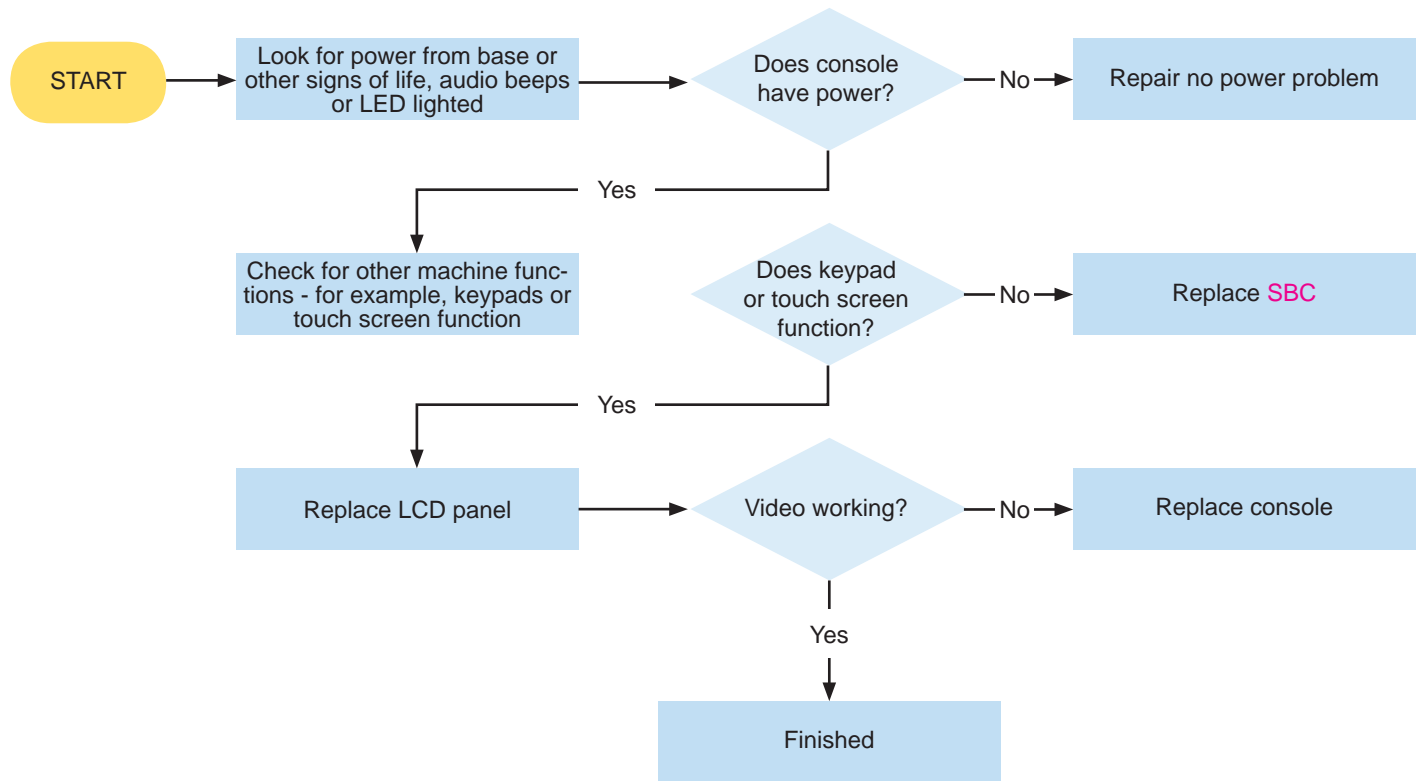 START
Look for power from base or
other signs of life, audio beeps
or LED lighted
Does console
have power?
No
Repair no power problem
Yes
Check for other machine func-
tions - for example, keypads or
touch screen function
Does keypad
or touch screen
function?
No
Replace SBC
Yes
Replace LCD panel
Video working?
No
Replace console
Yes
Finished